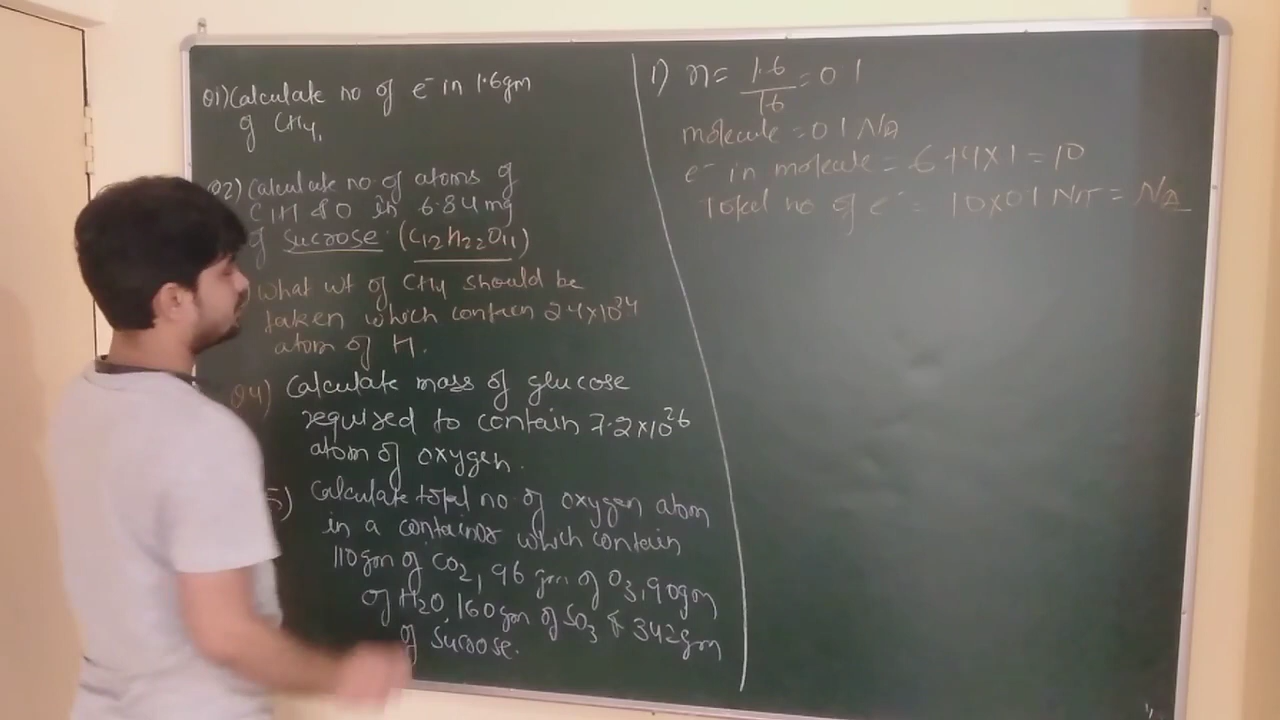 Q1) Calculate no of e⁻ in 1.6gm
of CH4.
Q2) Calculate no of atoms of
C, H & O in 6.84 mg
of sucrose (C12H22O11)
what wt of CH4 should be
taken which contain 24×10²⁴
atom of H.
Q4) Calculate mass of glucose
required to contain 7.2×10²⁶
atom of oxygen.
5) Calculate total no of oxygen atom
in a container which contain
110gm of CO2, 96 gm of O3, 90gm
of H2O, 160gm of SO3 & 342gm
of sucrose.
1) n = 1.6/16 = 0.1
molecule = 0.1 NA
e⁻ in molecule = 6+4×1 = 10
Total no of e⁻ = 10×0.1 NA = NA